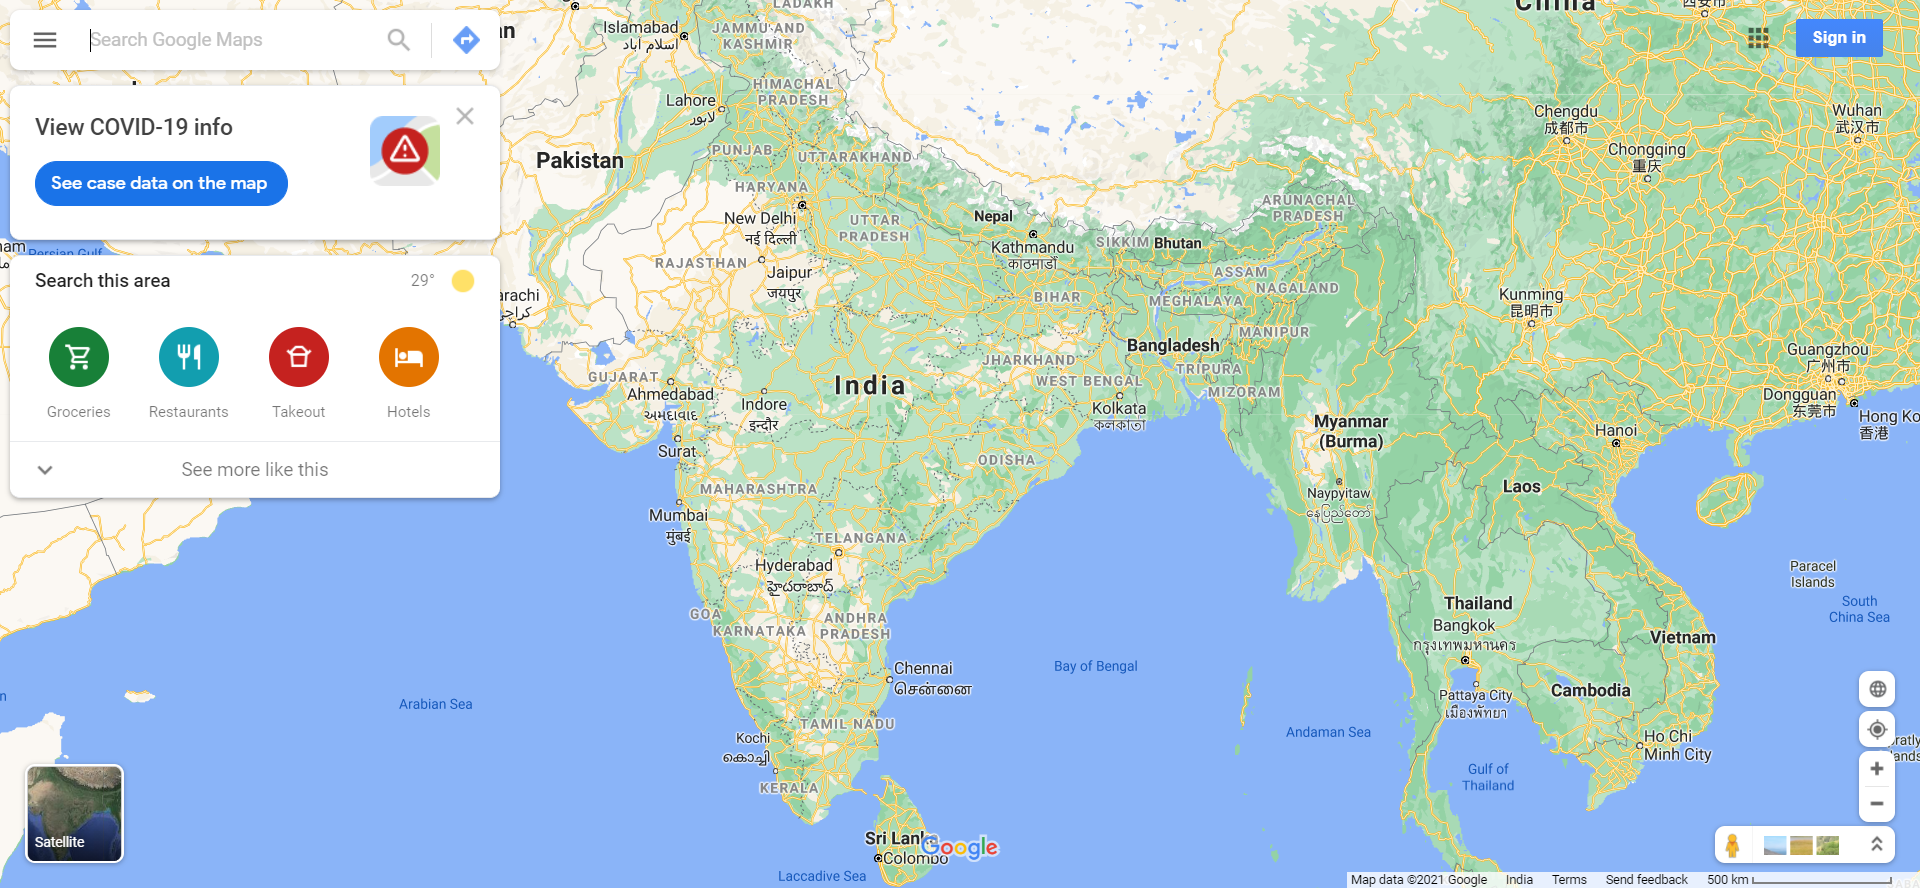 Search Google Maps
Sign in
View COVID-19 info
See case data on the map
Search this area
29°
Groceries
Restaurants
Takeout
Hotels
See more like this
Satellite
Persian Gulf
LADAKH
China
Islamabad
اسلام آباد
JAMMU AND
KASHMIR
HIMACHAL
PRADESH
Lahore
لاہور
Pakistan
PUNJAB
UTTARAKHAND
HARYANA
New Delhi
नई दिल्ली
UTTAR
PRADESH
RAJASTHAN
Jaipur
जयपुर
Nepal
Kathmandu
काठमाडौं
SIKKIM
Bhutan
ARUNACHAL
PRADESH
ASSAM
NAGALAND
MEGHALAYA
BIHAR
MANIPUR
Bangladesh
TRIPURA
MIZORAM
JHARKHAND
WEST BENGAL
Kolkata
কলকাতা
GUJARAT
Ahmedabad
અમદાવાદ
Indore
इन्दौर
India
Surat
ODISHA
MAHARASHTRA
Mumbai
मुंबई
TELANGANA
Hyderabad
హైదరాబాద్
GOA
KARNATAKA
ANDHRA
PRADESH
Chennai
சென்னை
TAMIL NADU
Kochi
കൊച്ചി
KERALA
Colombo
Laccadive Sea
Arabian Sea
Bay of Bengal
Andaman Sea
Chengdu
成都市
Chongqing
重庆
Wuhan
武汉市
Kunming
昆明市
Guangzhou
广州市
Dongguan
东莞市
香港
Hanoi
Myanmar
(Burma)
Naypyitaw
နေပြည်တော်
Laos
Thailand
Bangkok
กรุงเทพมหานคร
Pattaya City
เมืองพัทยา
Cambodia
Vietnam
Ho Chi
Minh City
Gulf of
Thailand
Paracel
Islands
South
China Sea
Google
Map data ©2021 Google
India
Terms
Send feedback
500 km